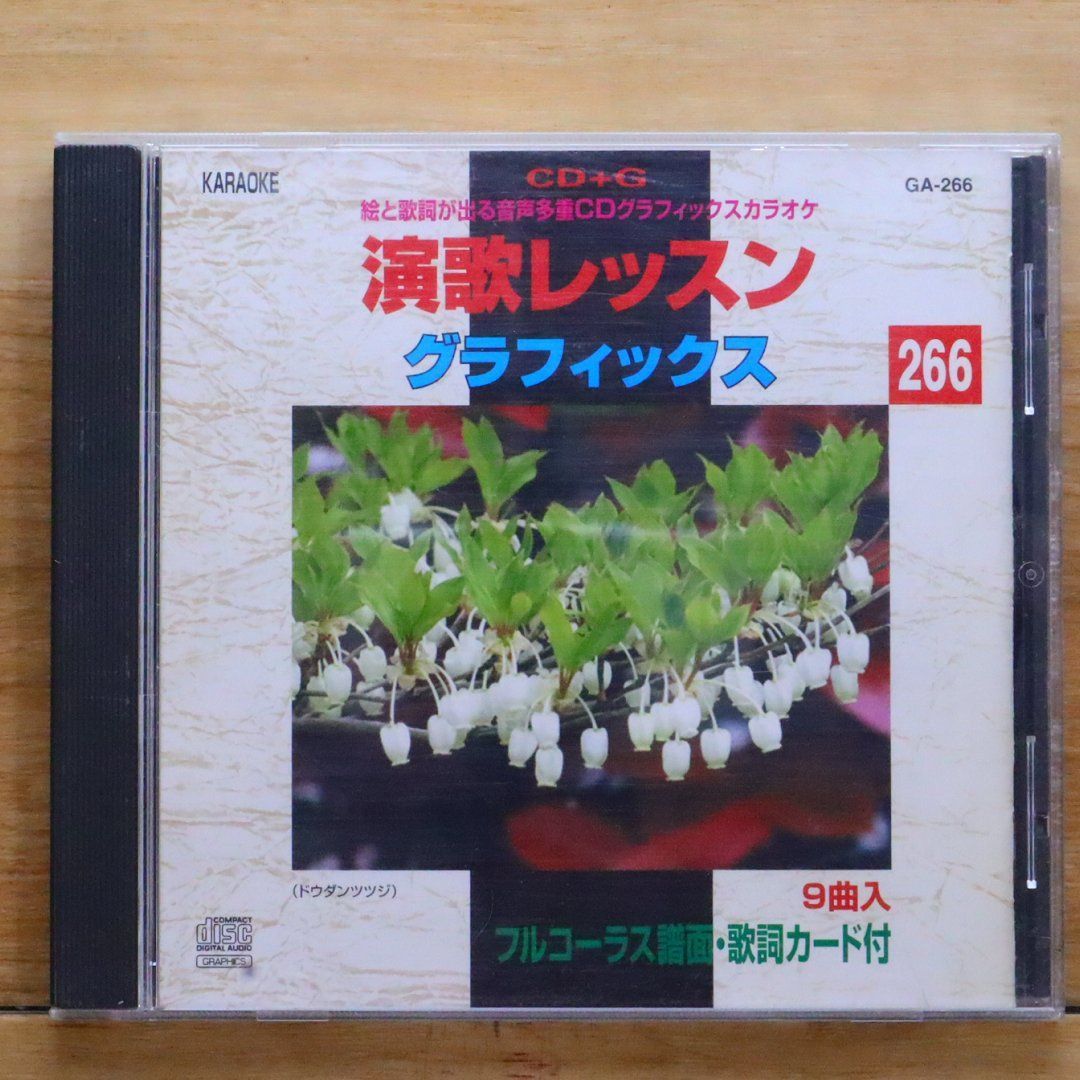 KARAOKE
CD+G
GA-266
絵と歌詞が出る音声多重CDグラフィックスカラオケ
演歌レッスン
グラフィックス
266
(ドウダンツツジ)
9曲入
フルコーラス譜面・歌詞カード付
COMPACT
disc
DIGITAL AUDIO
GRAPHICS